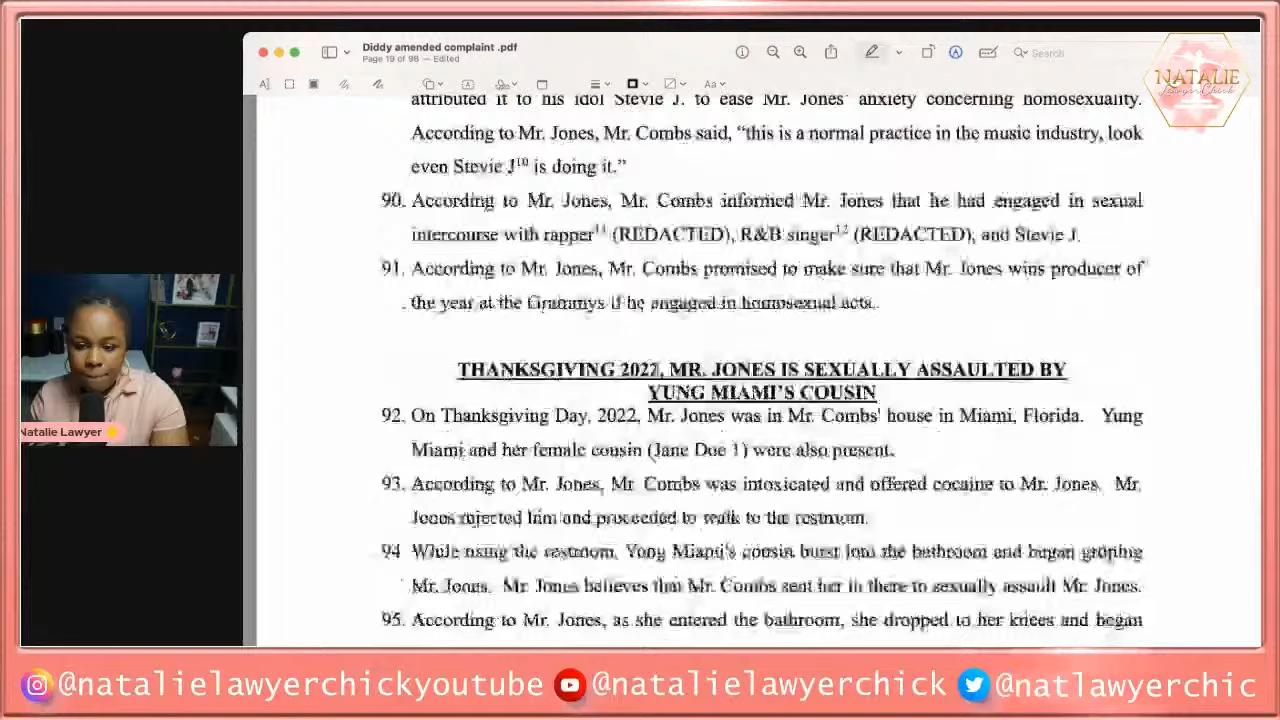 Diddy amended complaint .pdf
Page 19 of 98 — Edited
Search
NATALIE
LawyerChick
attributed it to his idol Stevie J. to ease Mr. Jones' anxiety concerning homosexuality.
According to Mr. Jones, Mr. Combs said, "this is a normal practice in the music industry, look
even Stevie J¹⁰ is doing it."
90. According to Mr. Jones, Mr. Combs informed Mr. Jones that he had engaged in sexual
intercourse with rapper¹¹ (REDACTED), R&B singer¹² (REDACTED), and Stevie J.
91. According to Mr. Jones, Mr. Combs promised to make sure that Mr. Jones wins producer of
the year at the Grammys if he engaged in homosexual acts.
THANKSGIVING 2022, MR. JONES IS SEXUALLY ASSAULTED BY
YUNG MIAMI'S COUSIN
92. On Thanksgiving Day, 2022, Mr. Jones was in Mr. Combs' house in Miami, Florida. Yung
Miami and her female cousin (Jane Doe 1) were also present.
93. According to Mr. Jones, Mr. Combs was intoxicated and offered cocaine to Mr. Jones. Mr.
Jones rejected him and proceeded to walk to the restroom.
94 While using the restroom, Yung Miami's cousin burst into the bathroom and began groping
Mr. Jones. Mr. Jones believes that Mr. Combs sent her in there to sexually assault Mr. Jones.
95. According to Mr. Jones, as she entered the bathroom, she dropped to her knees and began
Natalie Lawyer
@natalielawyerchickyoutube @natalielawyerchick @natlawyerchic